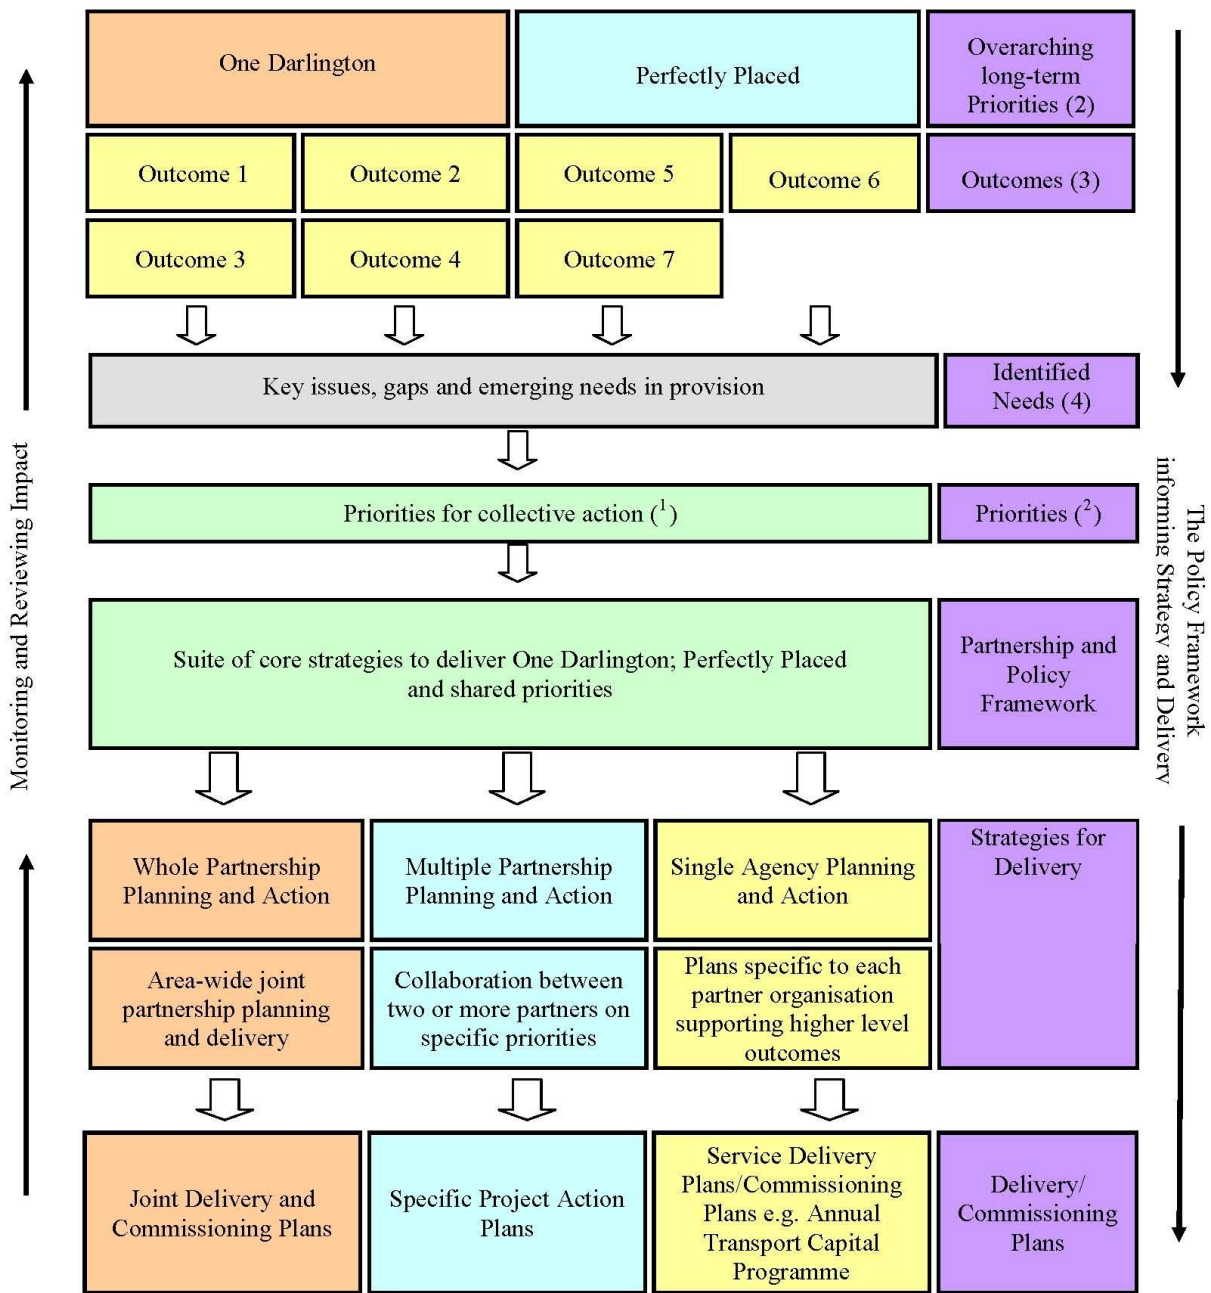 One Darlington
Perfectly Placed
Overarching
long-term
Priorities (2)
Outcome 1
Outcome 2
Outcome 5
Outcome 6
Outcomes (3)
Outcome 3
Outcome 4
Outcome 7
Key issues, gaps and emerging needs in provision
Identified
Needs (4)
Priorities for collective action (¹)
Priorities (²)
Suite of core strategies to deliver One Darlington; Perfectly Placed
and shared priorities
Partnership and
Policy
Framework
Monitoring and Reviewing Impact
The Policy Framework
informing Strategy and Delivery
Whole Partnership
Planning and Action
Multiple Partnership
Planning and Action
Single Agency Planning
and Action
Strategies for
Delivery
Area-wide joint
partnership planning
and delivery
Collaboration between
two or more partners on
specific priorities
Plans specific to each
partner organisation
supporting higher level
outcomes
Joint Delivery and
Commissioning Plans
Specific Project Action
Plans
Service Delivery
Plans/Commissioning
Plans e.g. Annual
Transport Capital
Programme
Delivery/
Commissioning
Plans